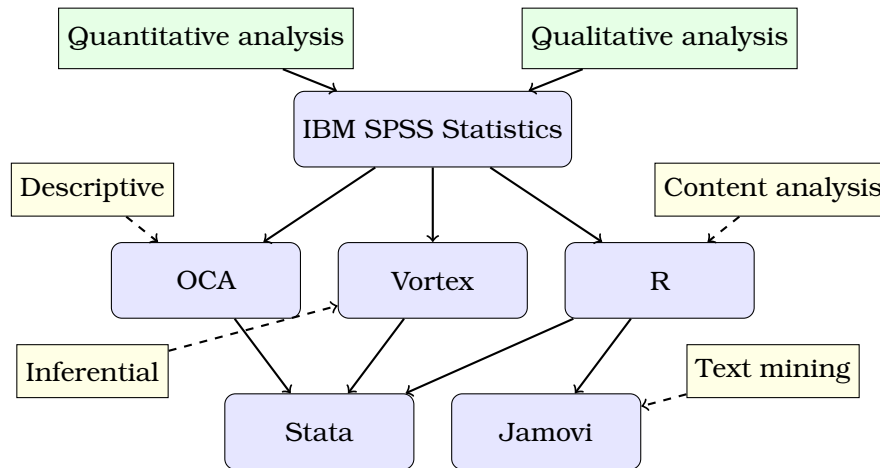 Quantitative analysis
Qualitative analysis
IBM SPSS Statistics
Descriptive
Content analysis
OCA
Vortex
R
Inferential
Text mining
Stata
Jamovi